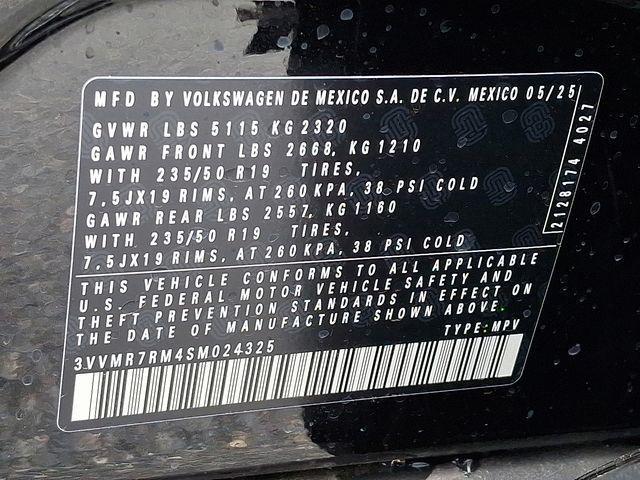 MFD BY VOLKSWAGEN DE MEXICO S.A. DE C.V. MEXICO 05/25
GVWR LBS 5115 KG 2320
GAWR FRONT LBS 2668, KG 1210
WITH 235/50 R19 TIRES,
7,5JX19 RIMS, AT 260 KPA, 38 PSI COLD
GAWR REAR LBS 2557, KG 1160
WITH 235/50 R19 TIRES,
7,5JX19 RIMS, AT 260 KPA, 38 PSI COLD
2128174 4027
THIS VEHICLE CONFORMS TO ALL APPLICABLE
U.S. FEDERAL MOTOR VEHICLE SAFETY AND
THEFT PREVENTION STANDARDS IN EFFECT ON
THE DATE OF MANUFACTURE SHOWN ABOVE.
TYPE: MPV
3VVMR7RM4SM024325